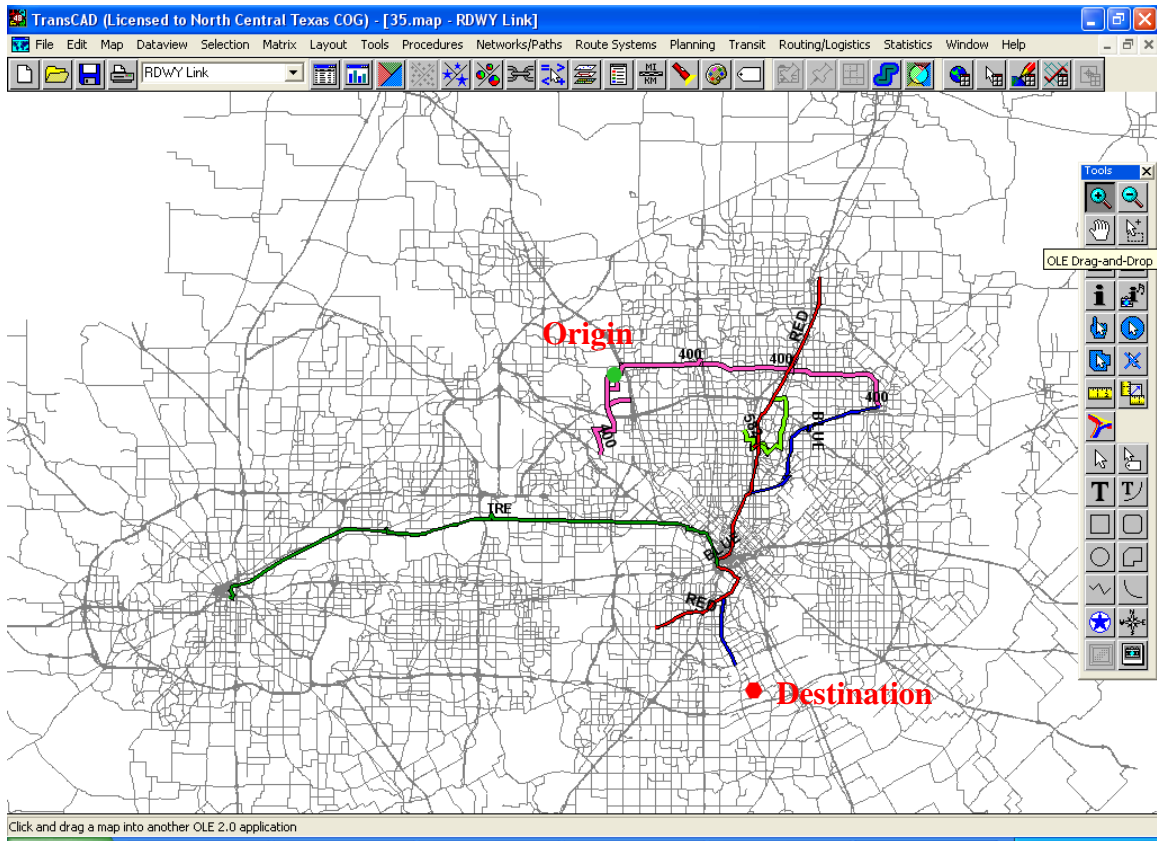 TransCAD (Licensed to North Central Texas COG) - [35.map - RDWY Link]
File Edit Map Dataview Selection Matrix Layout Tools Procedures Networks/Paths Route Systems Planning Transit Routing/Logistics Statistics Window Help
RDWY Link
MI
KM
Tools
OLE Drag-and-Drop
RED
Origin
400
400
400
BLUE
400
IRE
BLUE
RED
Destination
T
T
N
Click and drag a map into another OLE 2.0 application